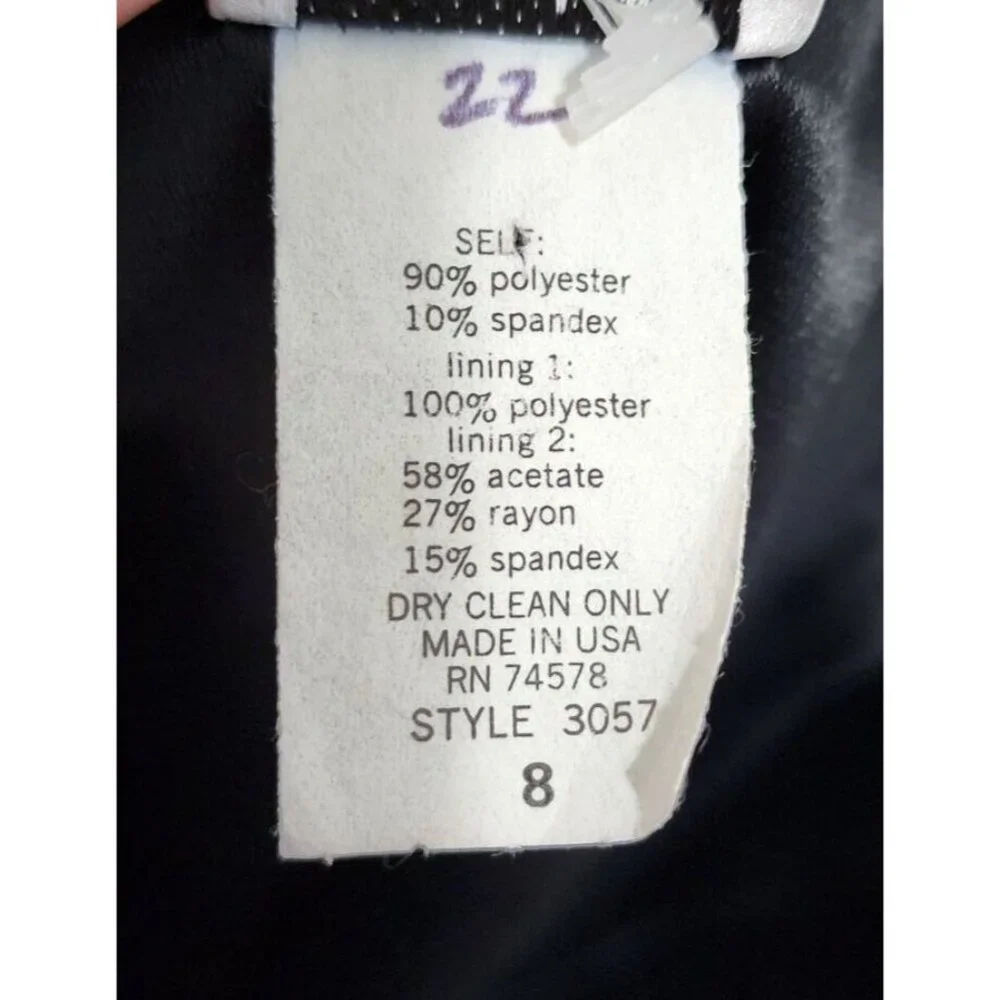 22
SELF:
90% polyester
10% spandex
lining 1:
100% polyester
lining 2:
58% acetate
27% rayon
15% spandex
DRY CLEAN ONLY
MADE IN USA
RN 74578
STYLE 3057
8